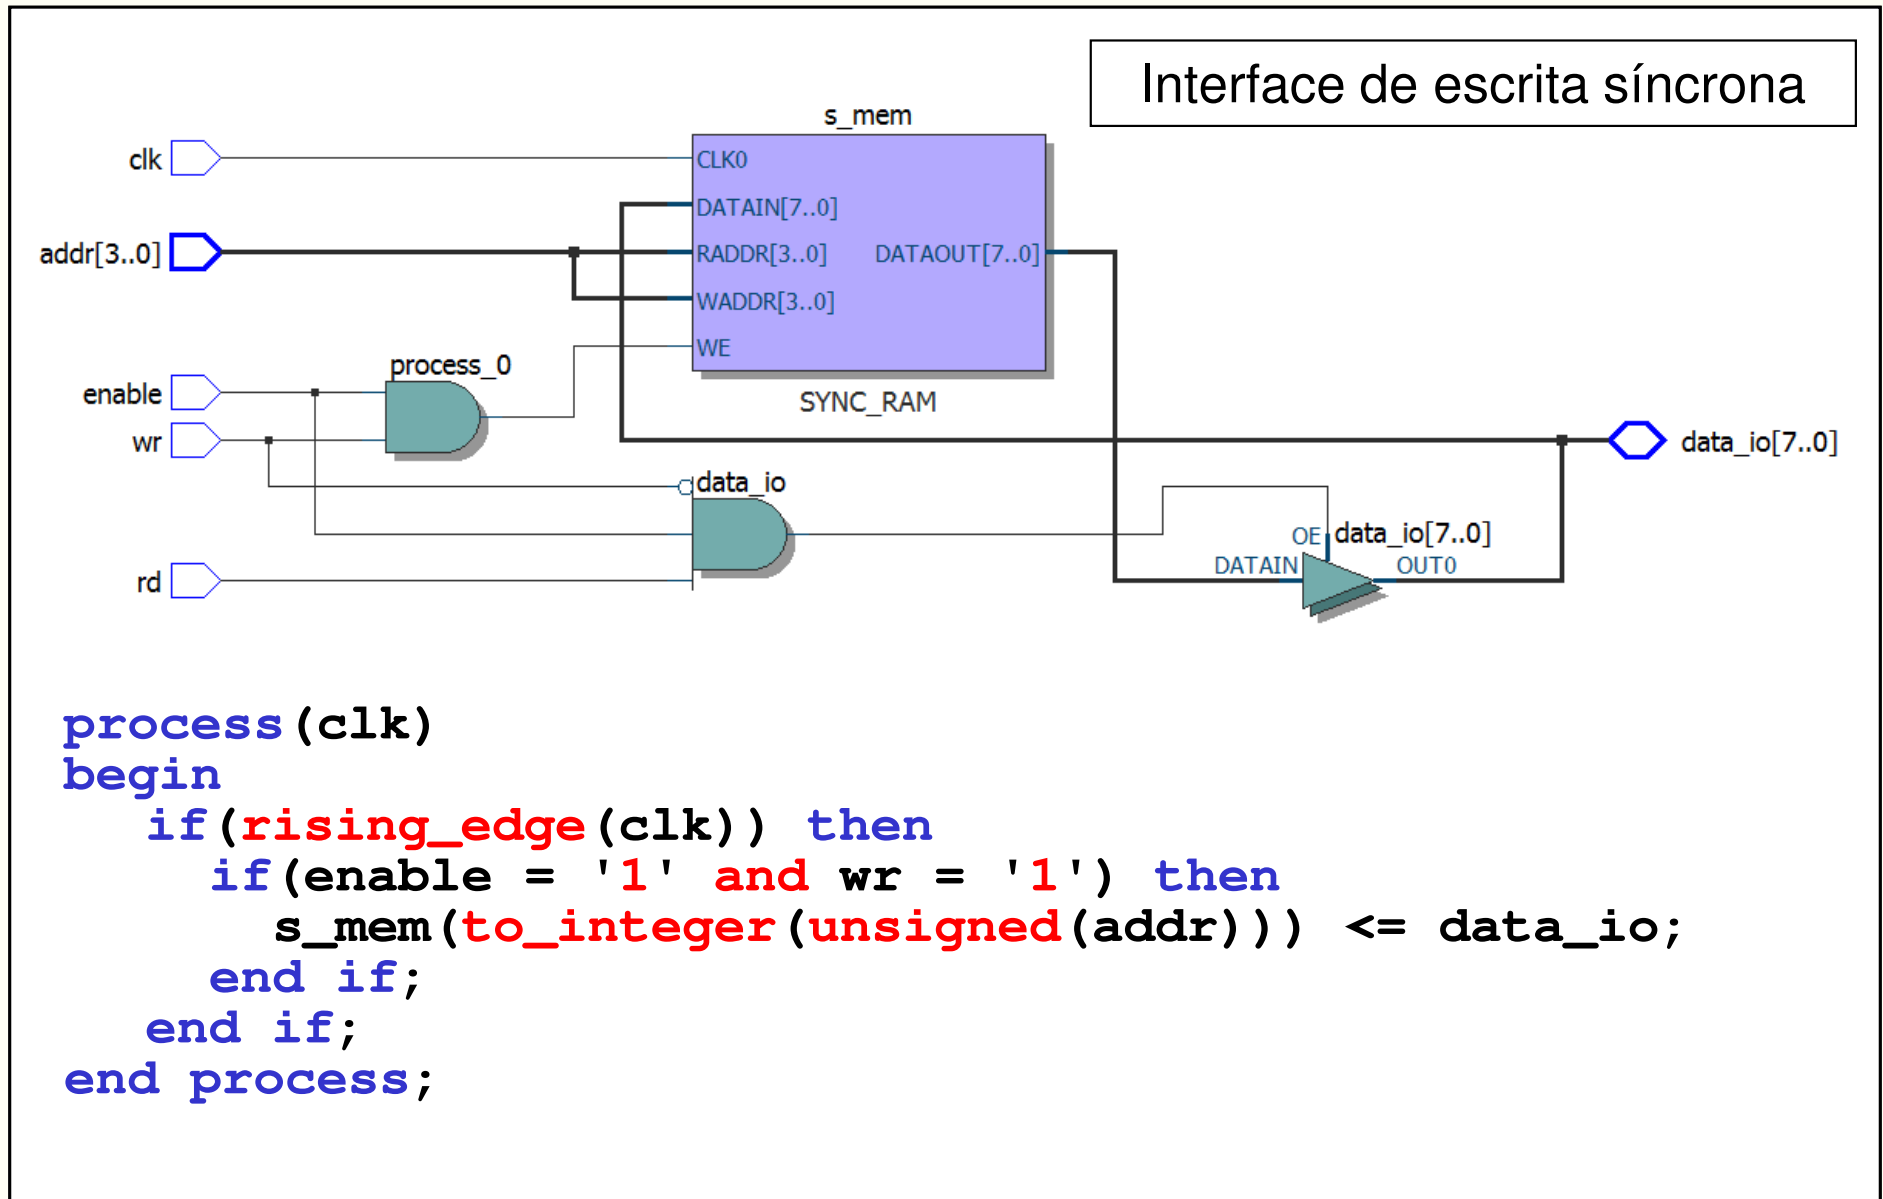 Interface de escrita síncrona
s_mem
clk
CLK0
DATAIN[7..0]
addr[3..0]
RADDR[3..0]
DATAOUT[7..0]
WADDR[3..0]
WE
process_0
enable
SYNC_RAM
wr
data_io[7..0]
data_io
OE
data_io[7..0]
DATAIN
OUT0
rd
process(clk)
begin
if(rising_edge(clk)) then
if(enable = '1' and wr = '1') then
s_mem(to_integer(unsigned(addr))) <= data_io;
end if;
end if;
end process;